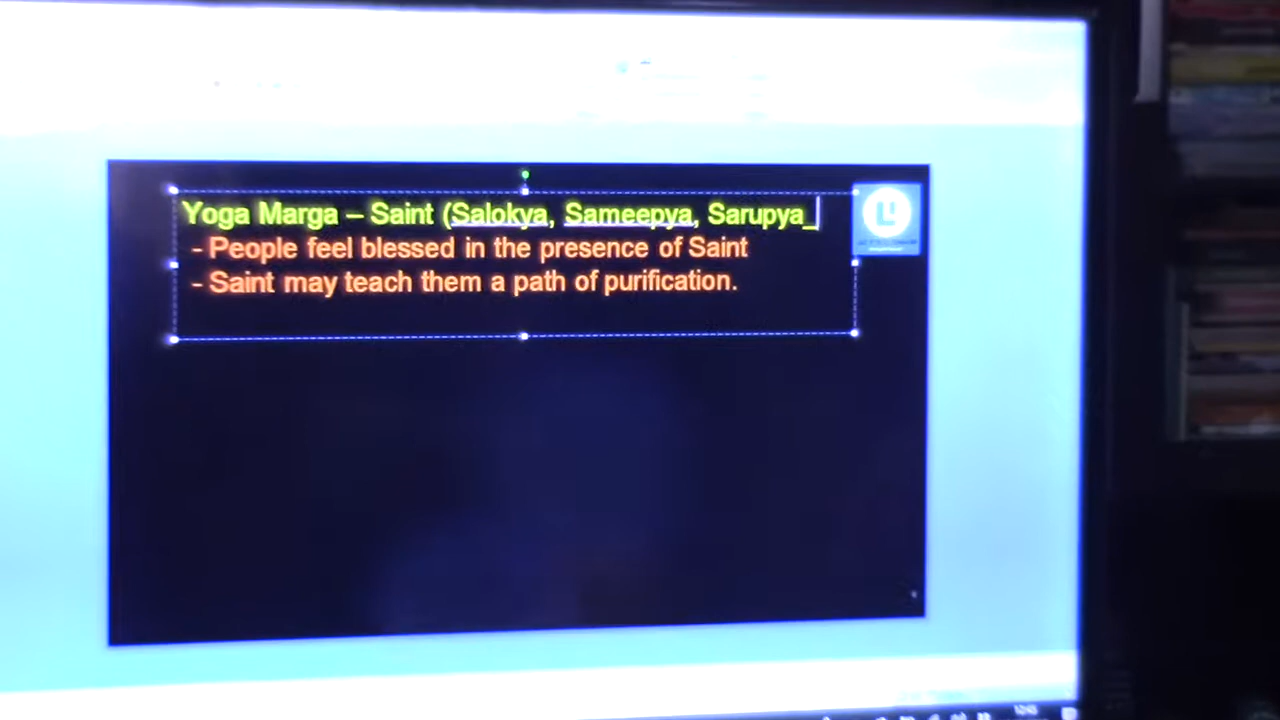 Yoga Marga – Saint (Salokya, Sameepya, Sarupya_
- People feel blessed in the presence of Saint
- Saint may teach them a path of purification.